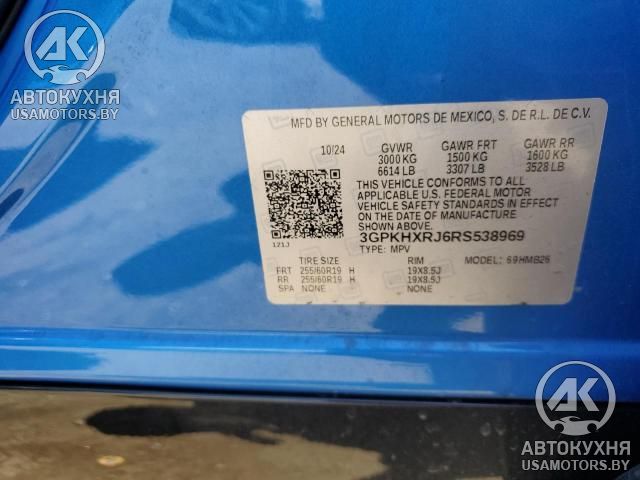 АК
АВТОКУХНЯ
USAMOTORS.BY
MFD BY GENERAL MOTORS DE MEXICO, S. DE R.L. DE C.V.
10/24 GVWR GAWR FRT GAWR RR
3000 KG 1500 KG 1600 KG
6614 LB 3307 LB 3528 LB
THIS VEHICLE CONFORMS TO ALL
APPLICABLE U.S. FEDERAL MOTOR
VEHICLE SAFETY STANDARDS IN EFFECT
ON THE DATE OF MANUFACTURE
SHOWN ABOVE.
3GPKHXRJ6RS538969
121J TYPE: MPV MODEL: 69HMB26
TIRE SIZE RIM
FRT 255/60R19 H 19X8.5J
RR 255/60R19 H 19X8.5J
SPA NONE NONE
АК
АВТОКУХНЯ
USAMOTORS.BY